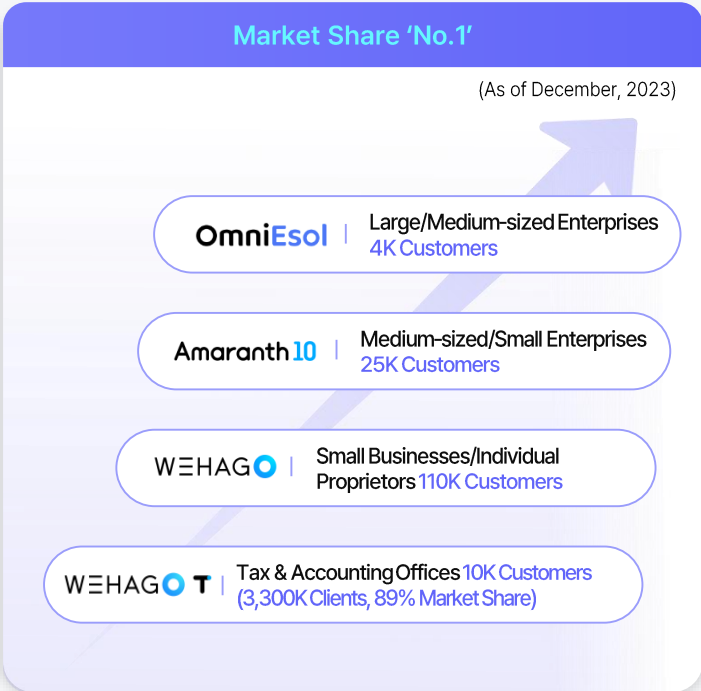 Market Share ‘No.1’
(As of December, 2023)
OmniEsol
Large/Medium-sized Enterprises
4K Customers
Amaranth 10
Medium-sized/Small Enterprises
25K Customers
WEHAGO
Small Businesses/Individual
Proprietors 110K Customers
WEHAGO T
Tax & Accounting Offices 10K Customers
(3,300K Clients, 89% Market Share)